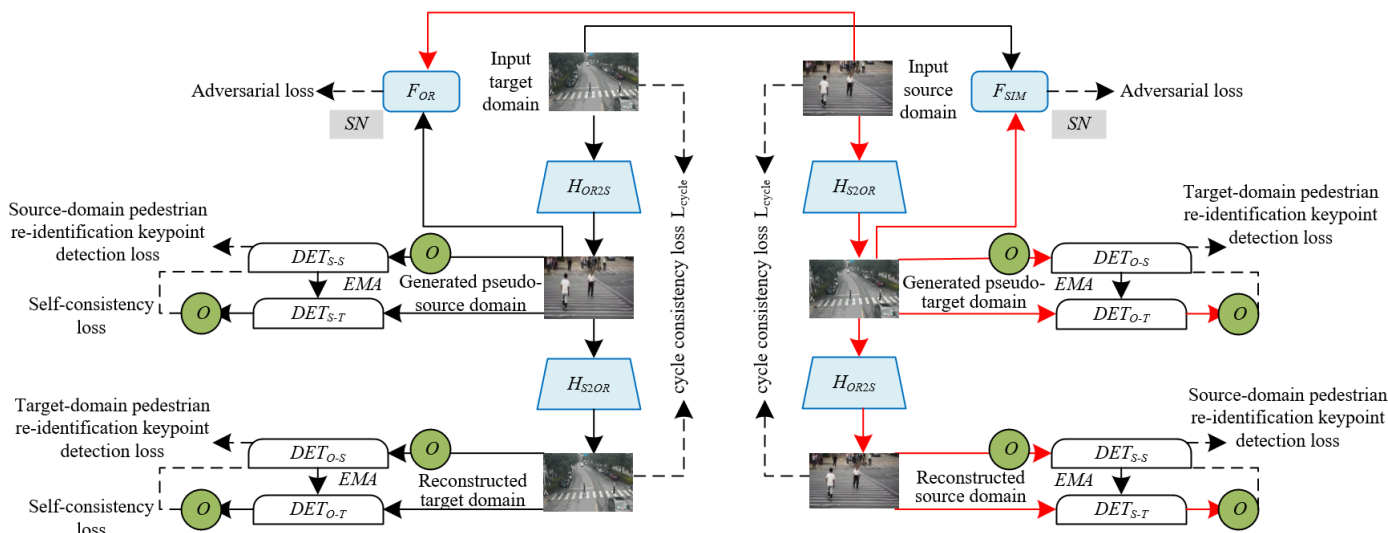 Input
target
domain
Input
source
domain
Adversarial loss
F_OR
SN
F_SIM
Adversarial loss
SN
H_OR2S
H_S2OR
cycle consistency loss L_cycle
cycle consistency loss L_cycle
Source-domain pedestrian
re-identification keypoint
detection loss
DET_S-S
O
EMA
Generated pseudo-
source domain
Self-consistency
loss
O
DET_S-T
Target-domain pedestrian
re-identification keypoint
detection loss
O
DET_O-S
Generated pseudo-
target domain
EMA
DET_O-T
O
H_S2OR
H_OR2S
Target-domain pedestrian
re-identification keypoint
detection loss
DET_O-S
O
EMA
Reconstructed
target domain
Self-consistency
loss
O
DET_O-T
Source-domain pedestrian
re-identification keypoint
detection loss
O
DET_S-S
Reconstructed
source domain
EMA
DET_S-T
O